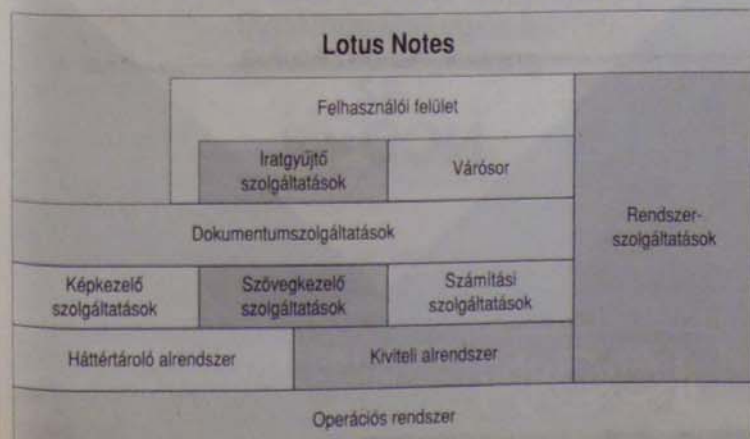 Lotus Notes
Felhasználói felület
Iratgyűjtő
szolgáltatások
Várósor
Rendszer-
szolgáltatások
Dokumentumszolgáltatások
Képkezelő
szolgáltatások
Szövegkezelő
szolgáltatások
Számítási
szolgáltatások
Háttértároló alrendszer
Kiviteli alrendszer
Operációs rendszer